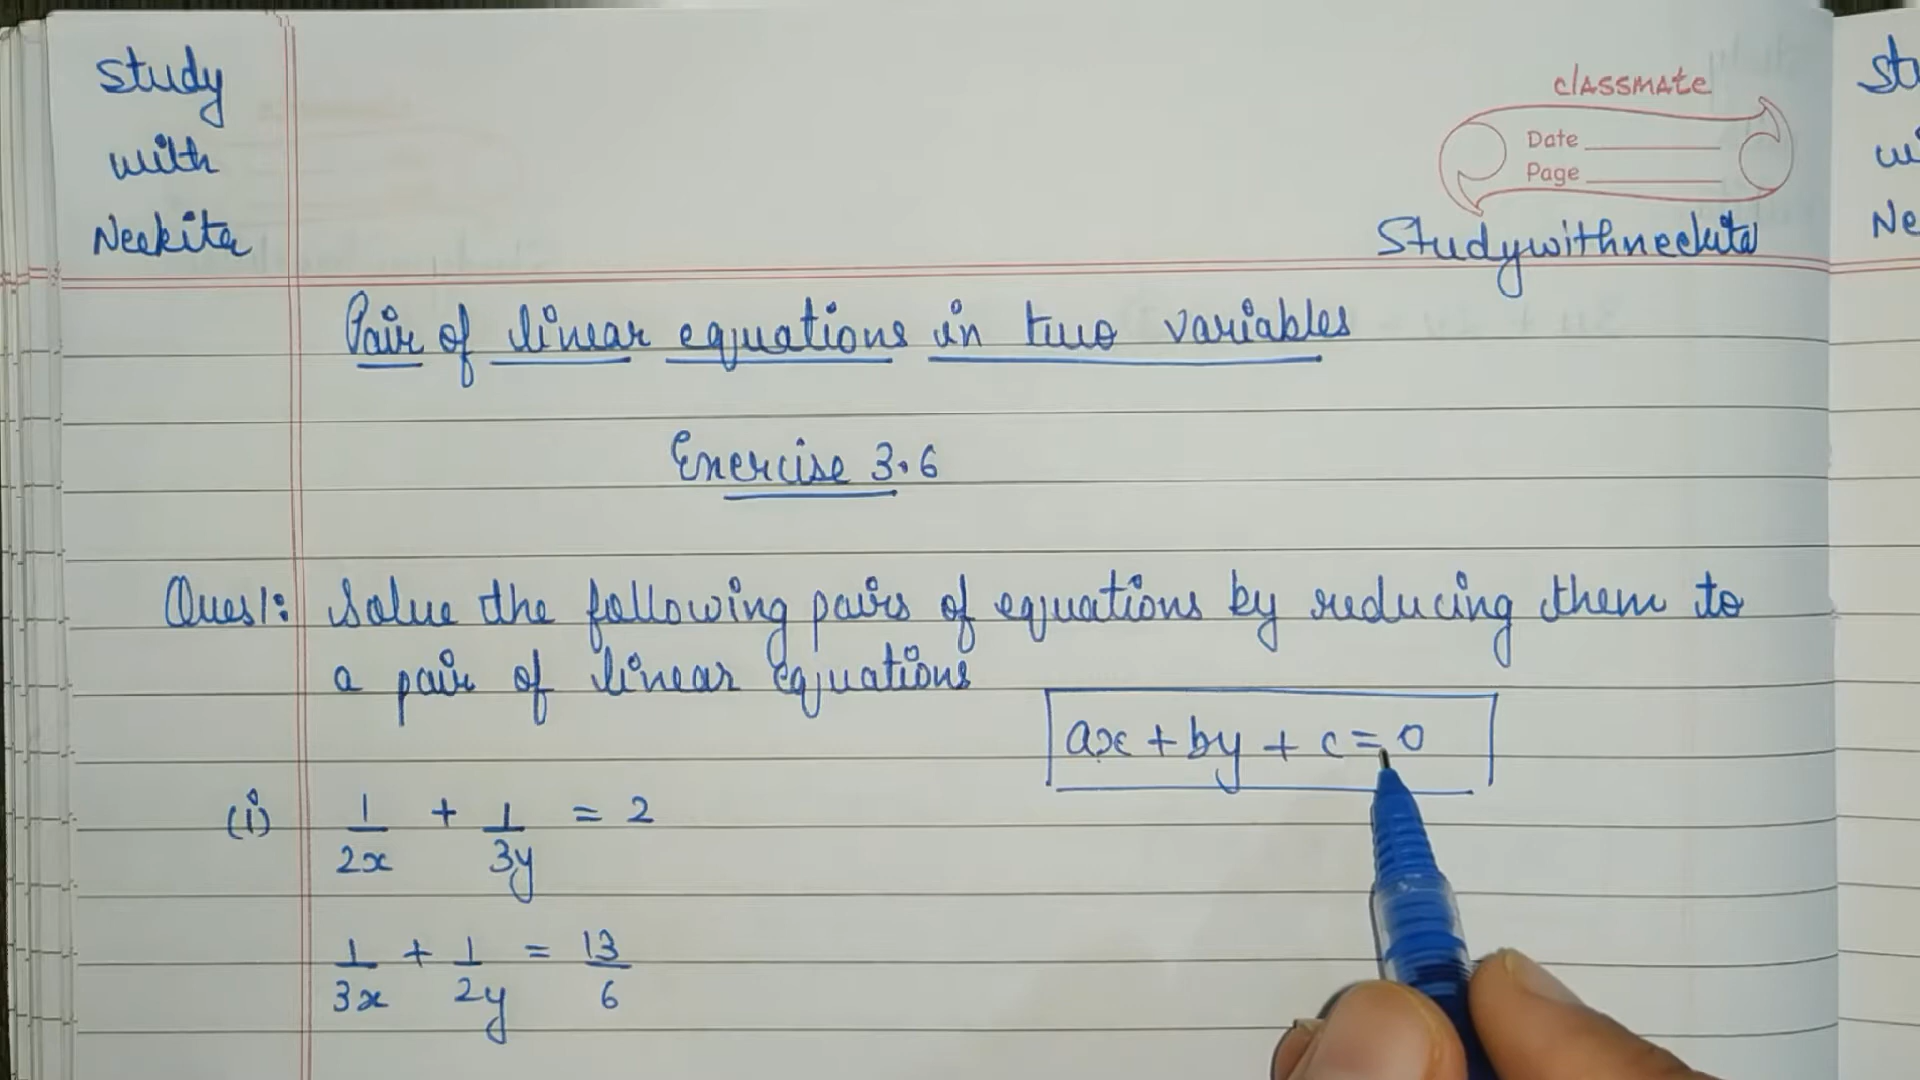 Study
with
Neekita
classmate
Date
Page
Studywithneekita
Pair of linear equations in two variables
Exercise 3.6
Ques1: Solve the following pairs of equations by reducing them to
a pair of linear equations
ax + by + c = 0
(i) 1/2x + 1/3y = 2
1/3x + 1/2y = 13/6